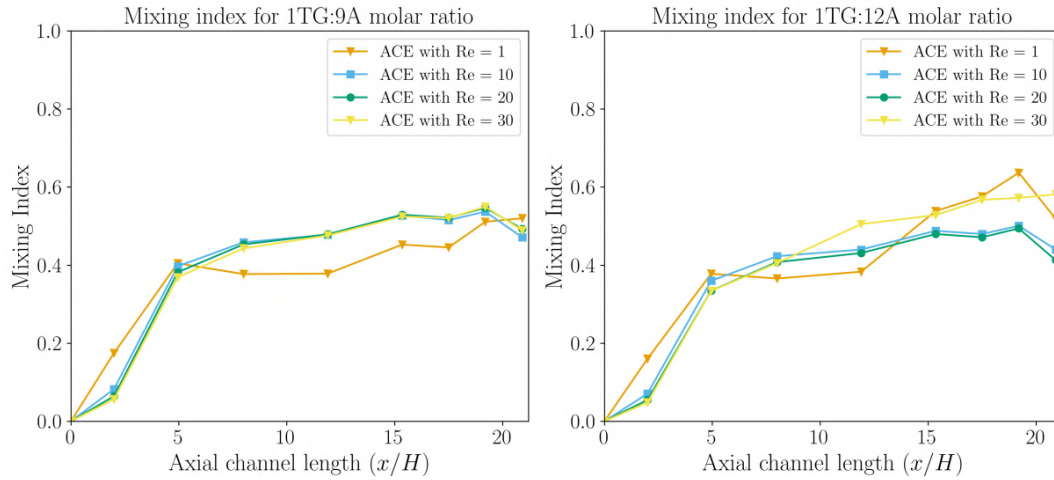 Mixing index for 1TG:9A molar ratio
1.0
0.8
0.6
0.4
0.2
0.0
0
5
10
15
20
Mixing Index
Axial channel length (x/H)
ACE with Re = 1
ACE with Re = 10
ACE with Re = 20
ACE with Re = 30
Mixing index for 1TG:12A molar ratio
1.0
0.8
0.6
0.4
0.2
0.0
0
5
10
15
20
Mixing Index
Axial channel length (x/H)
ACE with Re = 1
ACE with Re = 10
ACE with Re = 20
ACE with Re = 30